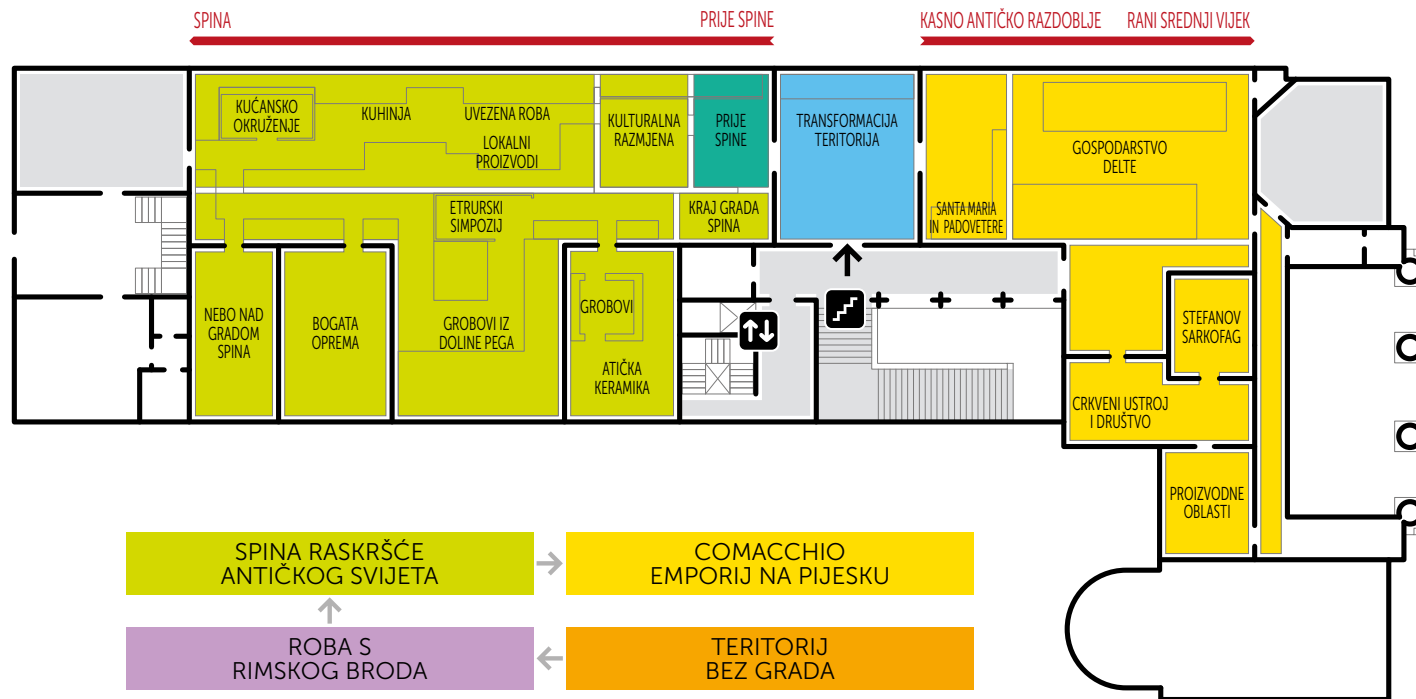 SPINA
PRIJE SPINE
KASNO ANTIČKO RAZDOBLJE
RANI SREDNJI VIJEK
KUĆANSKO
OKRUŽENJE
KUHINJA
UVEZENA ROBA
LOKALNI
PROIZVODI
KULTURALNA
RAZMJENA
PRIJE
SPINE
TRANSFORMACIJA
TERITORIJA
SANTA MARIA
IN PADOVETERE
GOSPODARSTVO
DELTE
ETRURSKI
SIMPOZIJ
KRAJ GRADA
SPINA
NEBO NAD
GRADOM
SPINA
BOGATA
OPREMA
GROBOVI IZ
DOLINE PEGA
GROBOVI
ATIČKA
KERAMIKA
STEFANOV
SARKOFAG
CRKVENI USTROJ
I DRUŠTVO
PROIZVODNE
OBLASTI
SPINA RASKRŠĆE
ANTIČKOG SVIJETA
COMACCHIO
EMPORIJ NA PIJESKU
ROBA S
RIMSKOG BRODA
TERITORIJ
BEZ GRADA